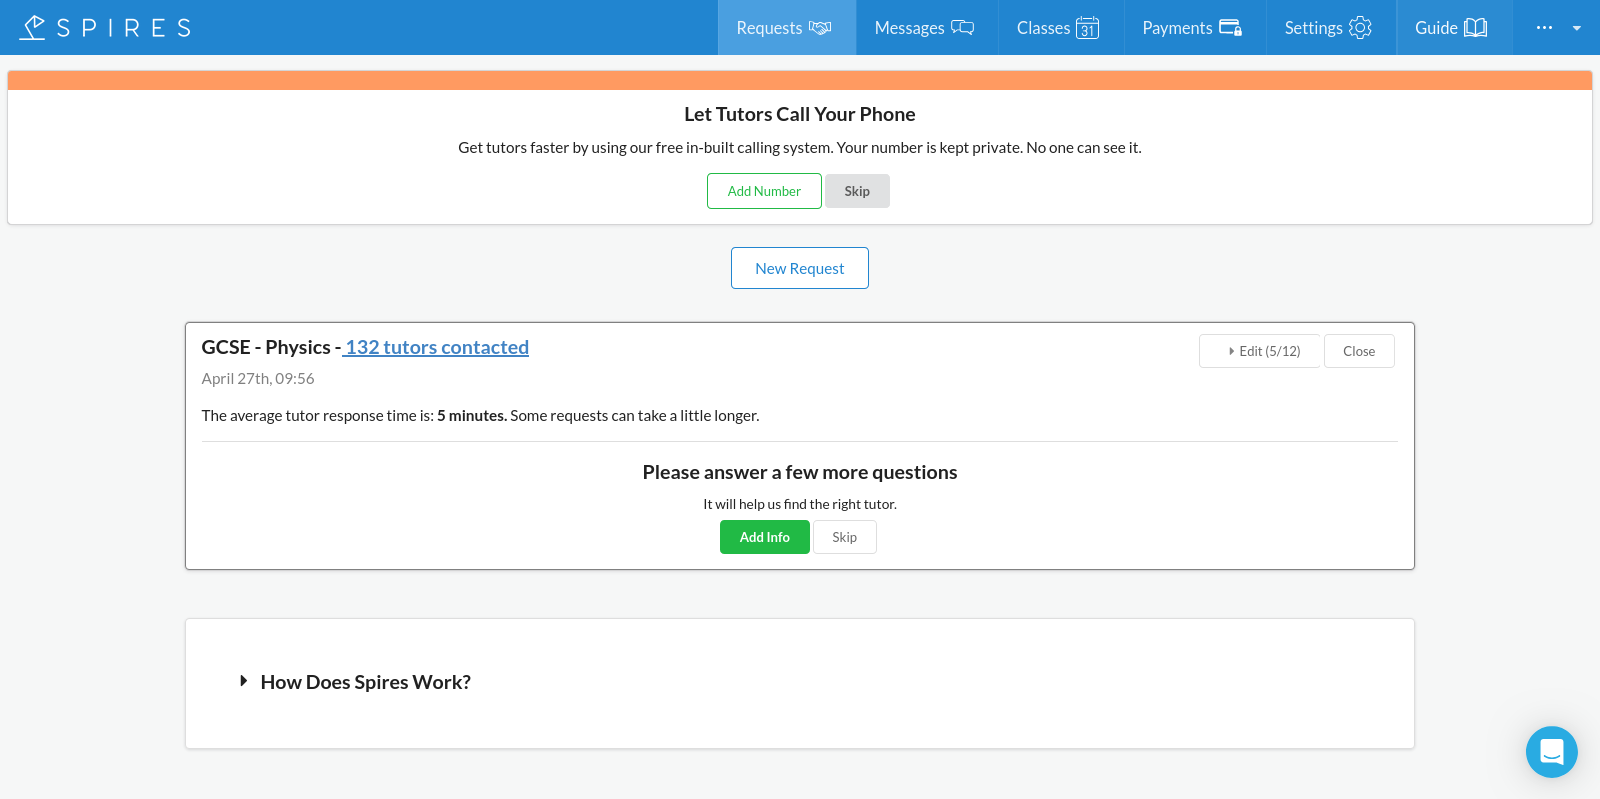 SPIRES
Requests
Messages
Classes 31
Payments
Settings
Guide
Let Tutors Call Your Phone
Get tutors faster by using our free in-built calling system. Your number is kept private. No one can see it.
Add Number Skip
New Request
GCSE - Physics - 132 tutors contacted
Edit (5/12) Close
April 27th, 09:56
The average tutor response time is: 5 minutes. Some requests can take a little longer.
Please answer a few more questions
It will help us find the right tutor.
Add Info Skip
How Does Spires Work?